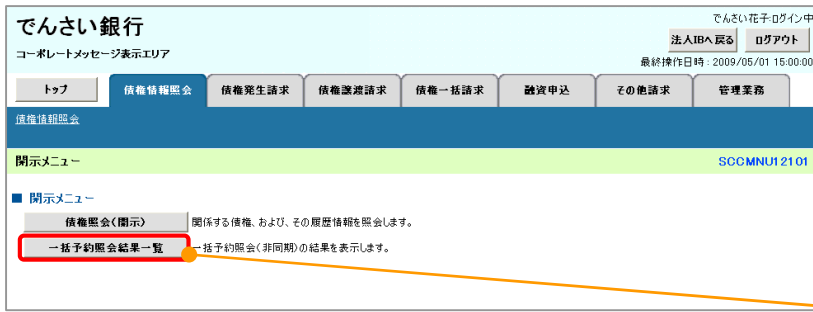 でんさい銀行
でんさい花子:ログイン中
コーポレートメッセージ表示エリア
法人IBへ戻る
ログアウト
最終操作日時:2009/05/01 15:00:00
トップ
債権情報照会
債権発生請求
債権譲渡請求
債権一括請求
融資申込
その他請求
管理業務
債権情報照会
開示メニュー
SCCMNU12101
■ 開示メニュー
債権照会(開示)
関係する債権、および、その履歴情報を照会します。
一括予約照会結果一覧
一括予約照会(非同期)の結果を表示します。